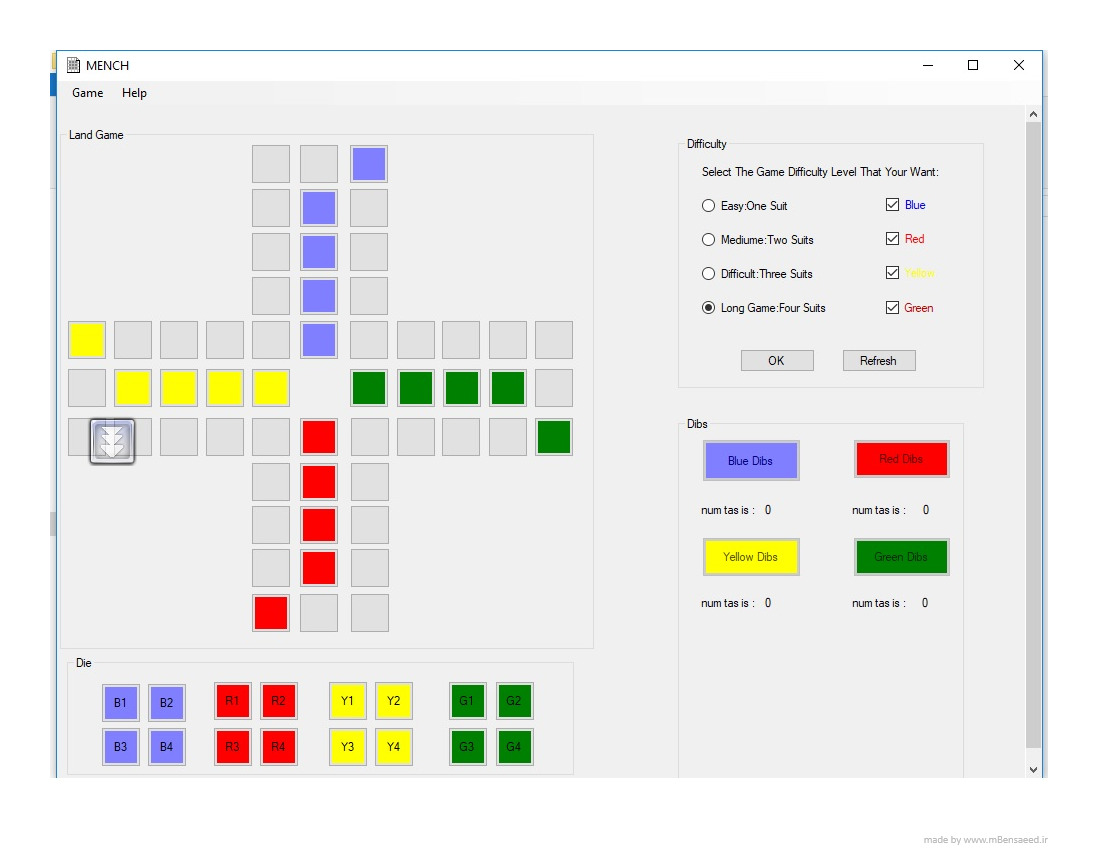 MENCH
Game Help
Land Game
Difficulty
Select The Game Difficulty Level That Your Want:
Easy:One Suit
Blue
Mediume:Two Suits
Red
Difficult:Three Suits
Yellow
Long Game:Four Suits
Green
OK
Refresh
Dibs
Blue Dibs
Red Dibs
num tas is : 0
num tas is : 0
Yellow Dibs
Green Dibs
num tas is : 0
num tas is : 0
Die
B1 B2 R1 R2 Y1 Y2 G1 G2
B3 B4 R3 R4 Y3 Y4 G3 G4
made by www.mBensaeed.ir